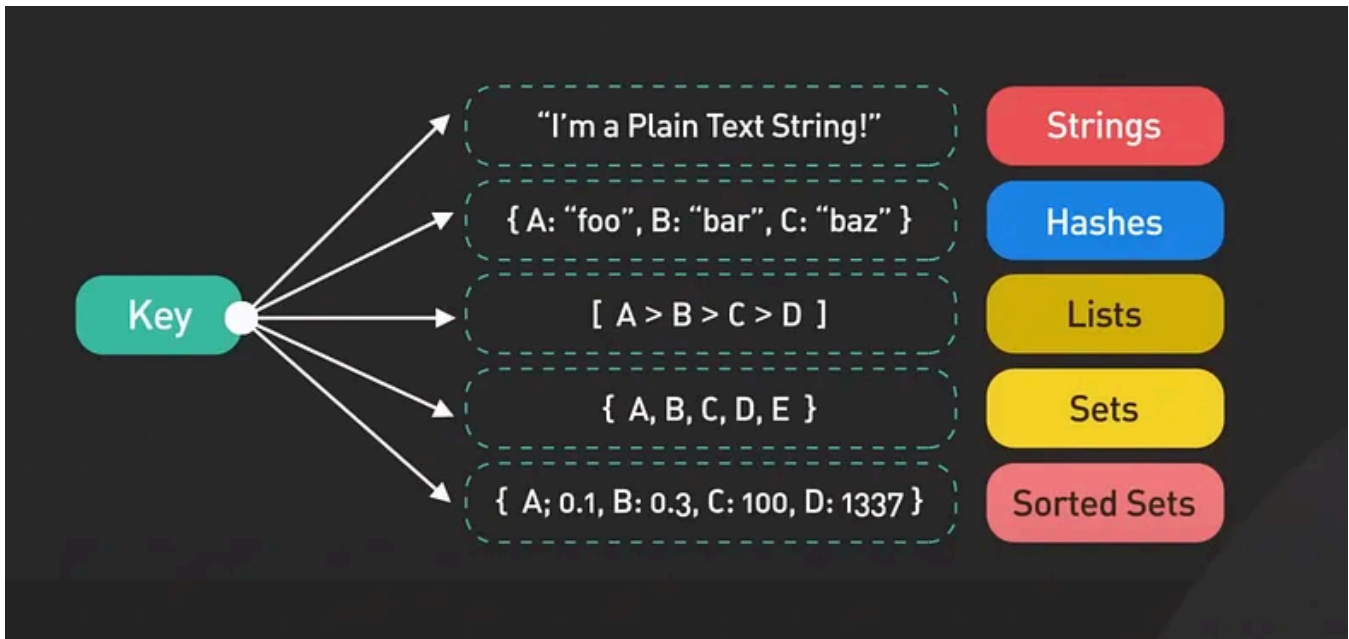 “I’m a Plain Text String!”
Strings
{ A: “foo”, B: “bar”, C: “baz” }
Hashes
Key
[ A > B > C > D ]
Lists
{ A, B, C, D, E }
Sets
{ A; 0.1, B: 0.3, C: 100, D: 1337 }
Sorted Sets